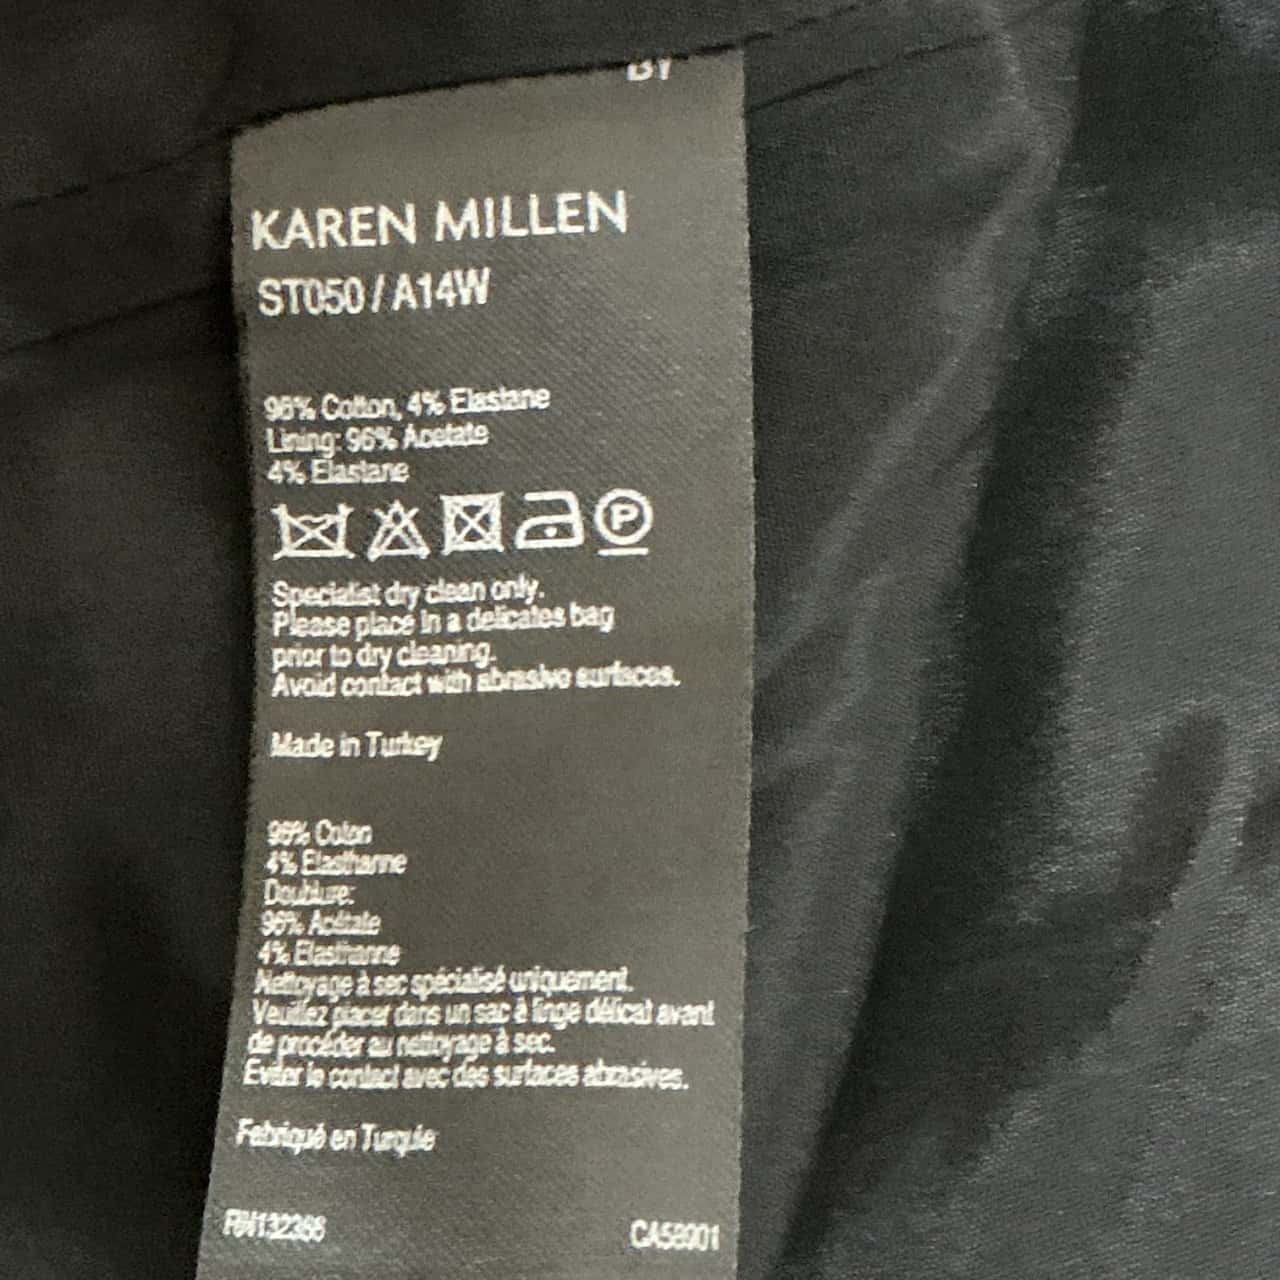 BY
KAREN MILLEN
ST050 / A14W
96% Cotton, 4% Elastane
Lining: 96% Acetate
4% Elastane
P
Specialist dry clean only.
Please place in a delicates bag
prior to dry cleaning.
Avoid contact with abrasive surfaces.
Made in Turkey
96% Coton
4% Elasthanne
Doublure:
96% Acétate
4% Elasthanne
Nettoyage à sec spécialisé uniquement.
Veuillez placer dans un sac à linge délicat avant
de procéder au nettoyage à sec.
Eviter le contact avec des surfaces abrasives.
Fabriqué en Turquie
RN132366
CA58901